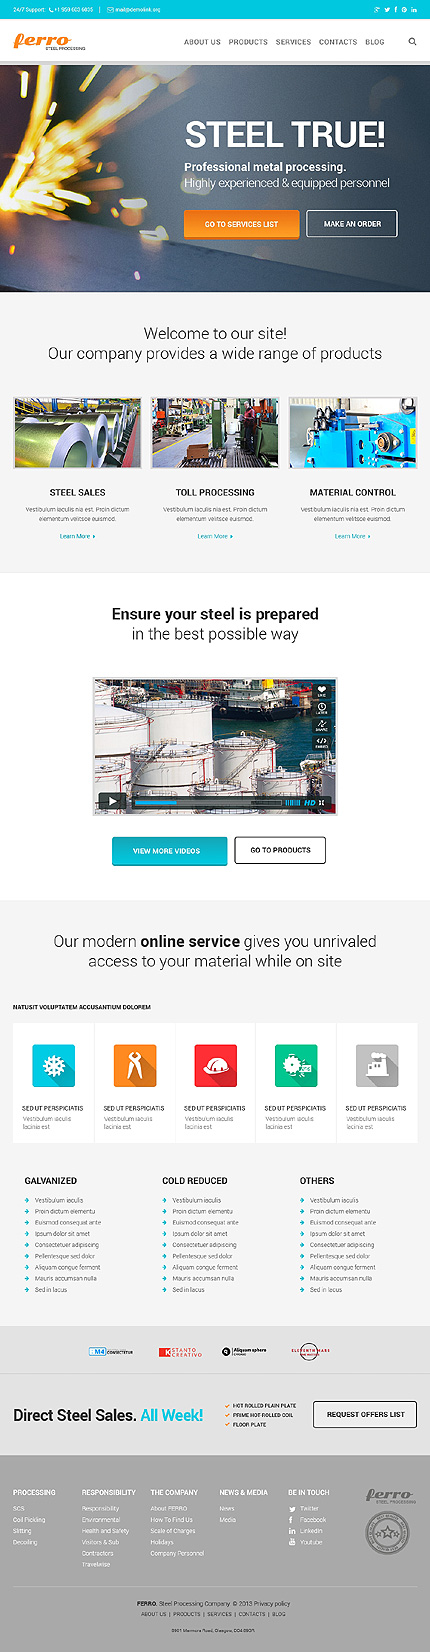 24/7 Support: +1 959 603 6035 mail@demolink.org
ferro
STEEL PROCESSING
ABOUT US PRODUCTS SERVICES CONTACTS BLOG
STEEL TRUE!
Professional metal processing.
Highly experienced & equipped personnel
GO TO SERVICES LIST MAKE AN ORDER
Welcome to our site!
Our company provides a wide range of products
STEEL SALES TOLL PROCESSING MATERIAL CONTROL
Vestibulum iaculis nia est. Proin dictum Vestibulum iaculis nia est. Proin dictum Vestibulum iaculis nia est. Proin dictum
elementum velitsce euismod. elementum velitsce euismod. elementum velitsce euismod.
Learn More Learn More Learn More
Ensure your steel is prepared
in the best possible way
LIKE
LATER
SHARE
EMBED
HD
VIEW MORE VIDEOS GO TO PRODUCTS
Our modern online service gives you unrivaled
access to your material while on site
NATUSIT VOLUPTATEM ACCUSANTIUM DOLOREM
SED UT PERSPICIATIS SED UT PERSPICIATIS SED UT PERSPICIATIS SED UT PERSPICIATIS SED UT PERSPICIATIS
Vestibulum iaculis Vestibulum iaculis Vestibulum iaculis Vestibulum iaculis Vestibulum iaculis
lacinia est lacinia est lacinia est lacinia est lacinia est
GALVANIZED COLD REDUCED OTHERS
Vestibulum iaculis Vestibulum iaculis Vestibulum iaculis
Proin dictum elementu Proin dictum elementu Proin dictum elementu
Euismod consequat ante Euismod consequat ante Euismod consequat ante
Ipsum dolor sit amet Ipsum dolor sit amet Ipsum dolor sit amet
Consectetuer adipiscing Consectetuer adipiscing Consectetuer adipiscing
Pellentesque sed dolor Pellentesque sed dolor Pellentesque sed dolor
Aliquam congue ferment Aliquam congue ferment Aliquam congue ferment
Mauris accumsan nulla Mauris accumsan nulla Mauris accumsan nulla
Sed in lacus Sed in lacus Sed in lacus
M4 CONSECTETUR
K STANTO CREATIVO
Aliquam sphere
Direct Steel Sales. All Week!
HOT ROLLED PLAIN PLATE
PRIME HOT ROLLED COIL
FLOOR PLATE
REQUEST OFFERS LIST
PROCESSING RESPONSIBILITY THE COMPANY NEWS & MEDIA BE IN TOUCH
SCS Responsibility About FERRO News Twitter
Coil Pickling Environmental How To Find Us Media Facebook
Slitting Health and Safety Scale of Charges LinkedIn
Decoiling Visitors & Sub Holidays Youtube
Contractors Company Personnel
Travelwise
ferro
STEEL PROCESSING
FERRO. Steel Processing Company © 2013 Privacy policy
ABOUT US | PRODUCTS | SERVICES | CONTACTS | BLOG
8901 Marmora Road, Glasgow, D04 89GR